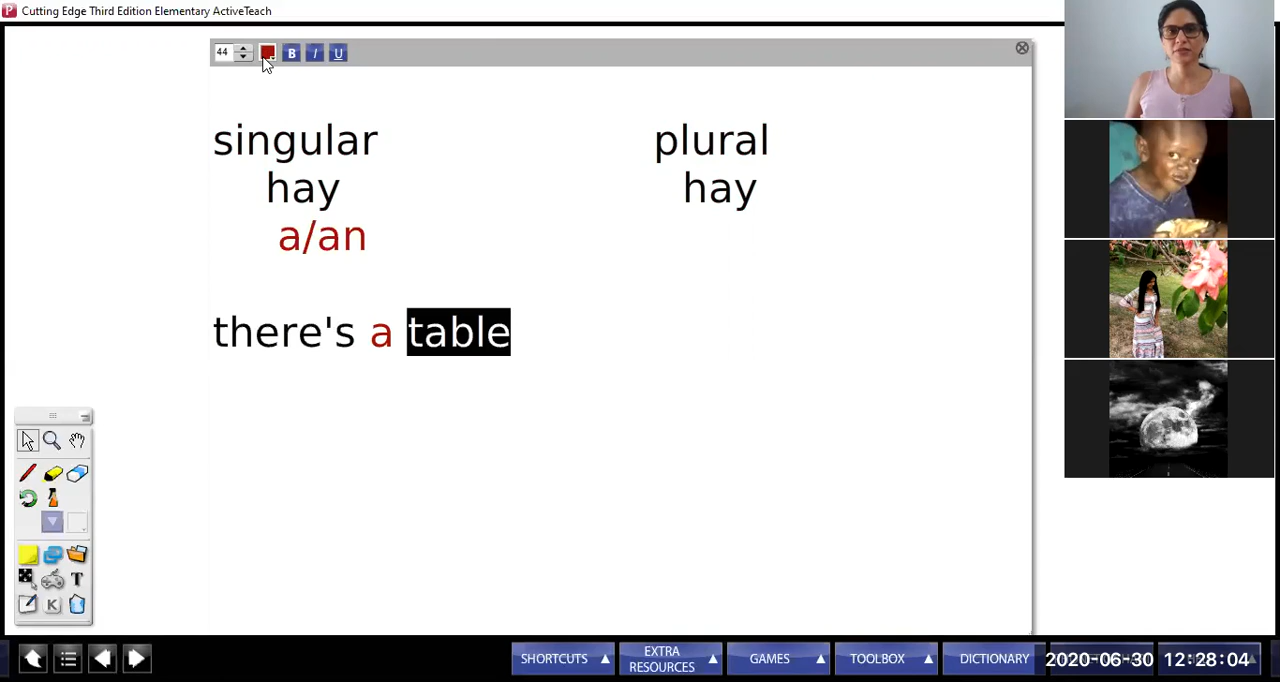 Cutting Edge Third Edition Elementary ActiveTeach
44 B I U
singular plural
hay hay
a/an
there's a table
T
K
SHORTCUTS EXTRA RESOURCES GAMES TOOLBOX DICTIONARY 2020-06-30 12:28:04